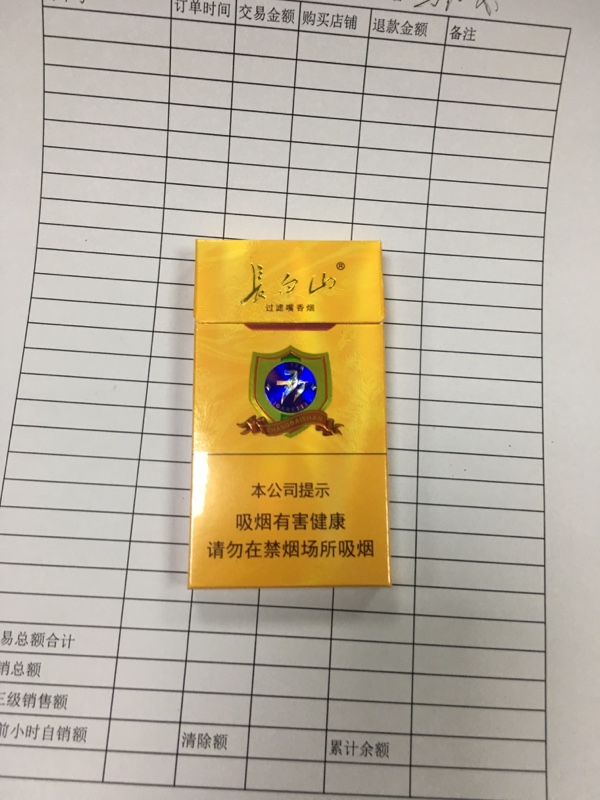 订单时间 交易金额 购买店铺 退款金额 备注
長白山®
过滤嘴香烟
本公司提示
吸烟有害健康
请勿在禁烟场所吸烟
易总额合计
销总额
三级销售额
前小时自销额 清除额 累计余额